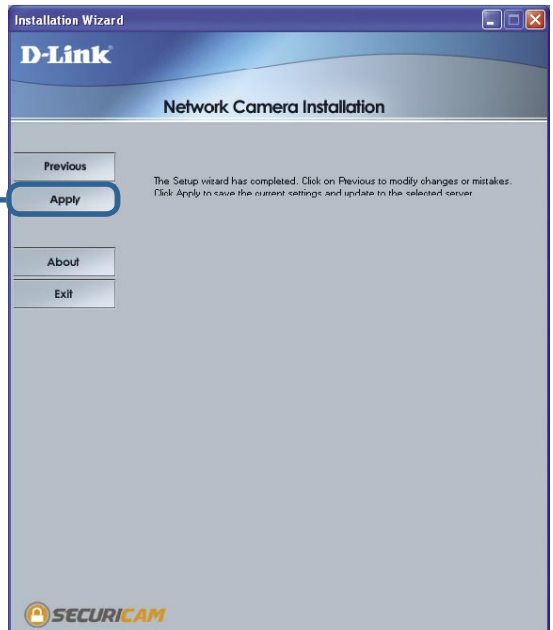 Installation Wizard
D-Link
Network Camera Installation
Previous
The Setup wizard has completed. Click on Previous to modify changes or mistakes.
Click Apply to save the current settings and update to the selected server
Apply
About
Exit
SECURICAM